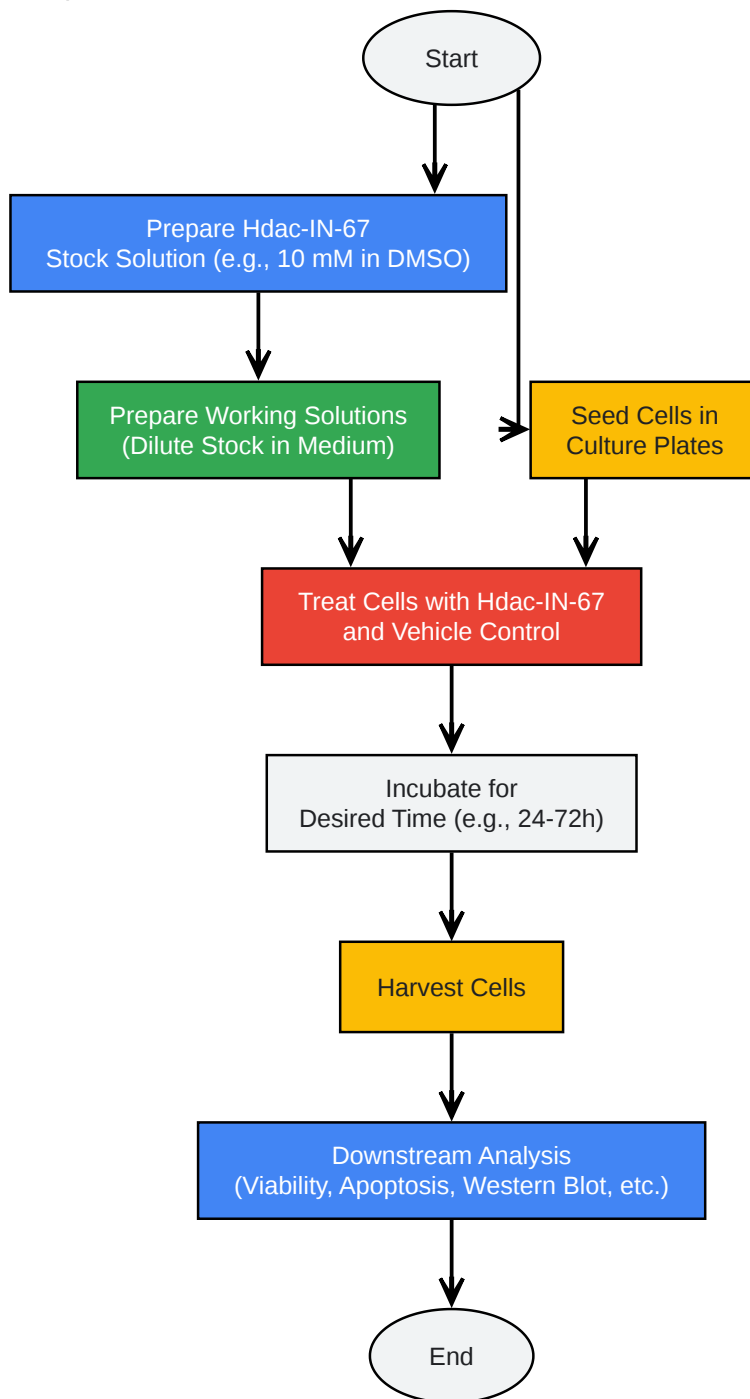 Start
Prepare Hdac-IN-67
Stock Solution (e.g., 10 mM in DMSO)
Prepare Working Solutions
(Dilute Stock in Medium)
Seed Cells in
Culture Plates
Treat Cells with Hdac-IN-67
and Vehicle Control
Incubate for
Desired Time (e.g., 24-72h)
Harvest Cells
Downstream Analysis
(Viability, Apoptosis, Western Blot, etc.)
End